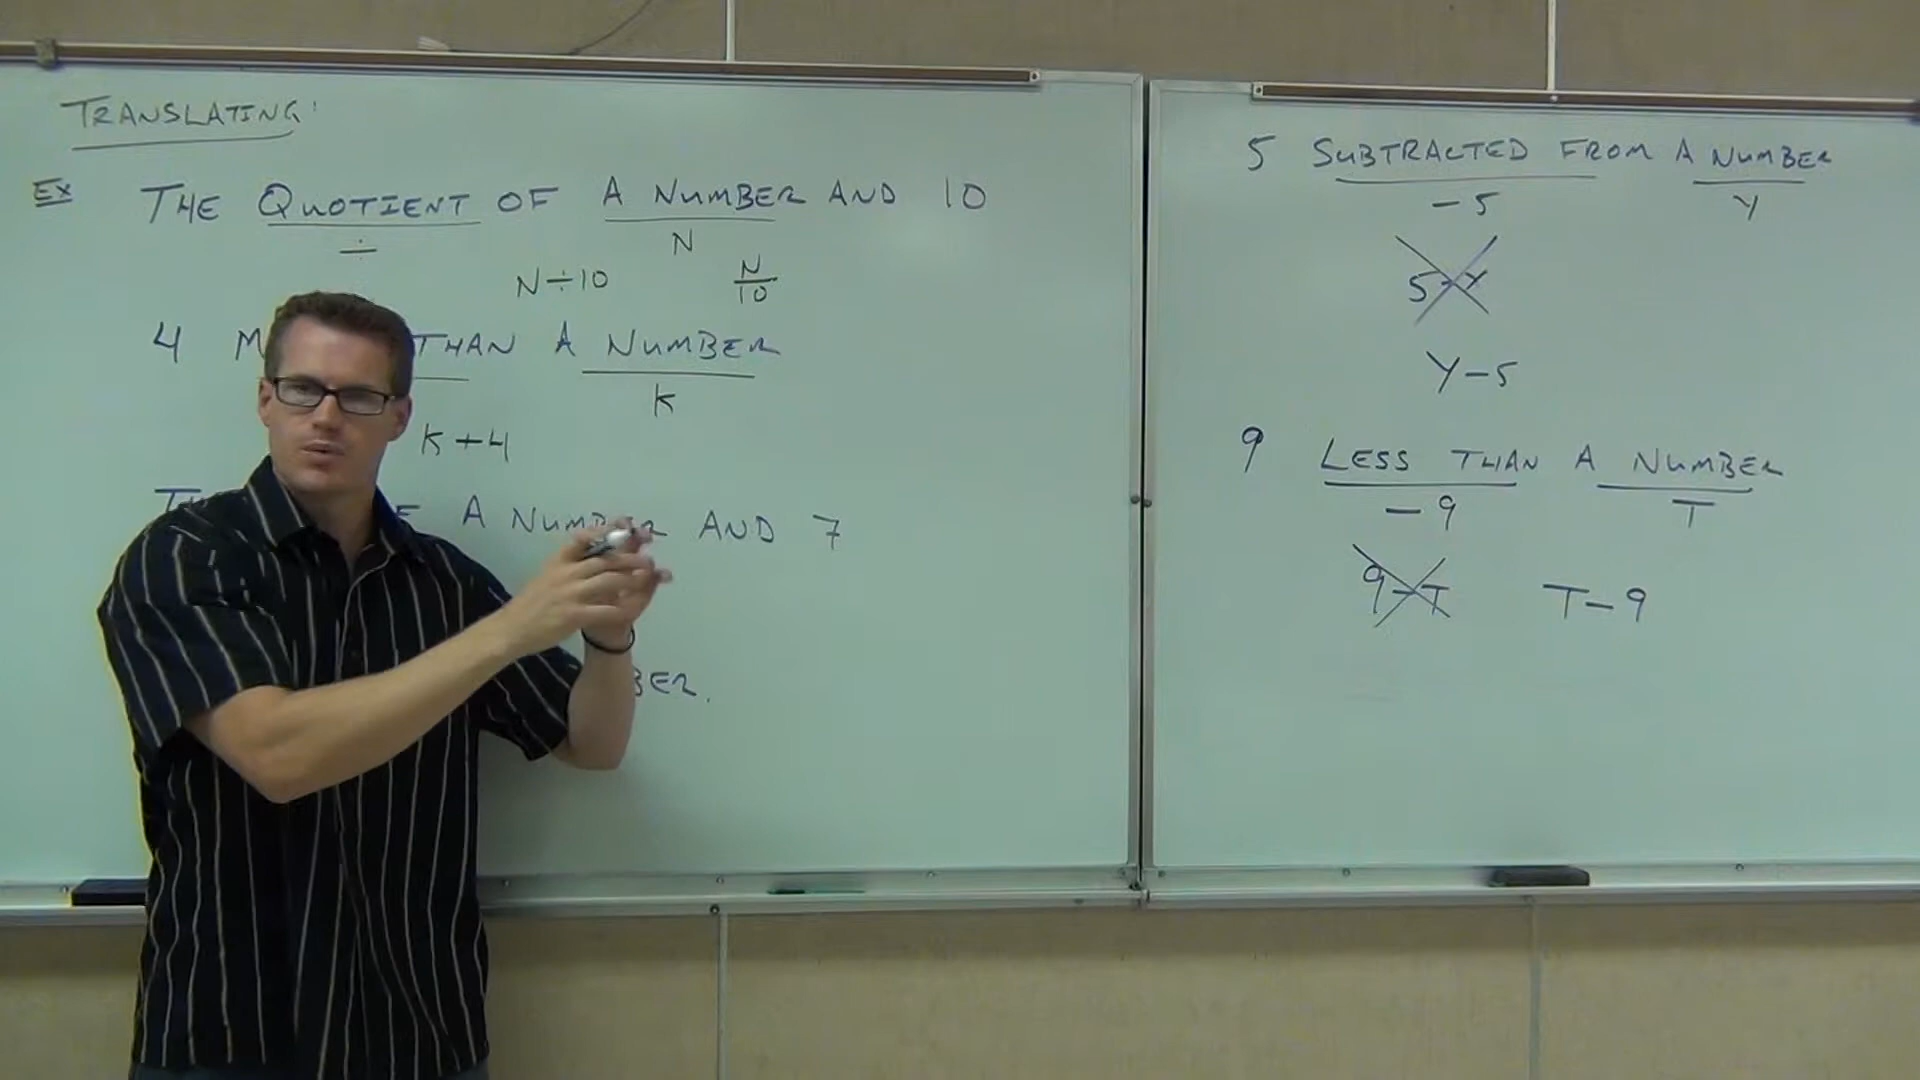 TRANSLATING:
EX THE QUOTIENT OF A NUMBER AND 10
÷ N
N÷10 N/10
4 THAN A NUMBER
K
K+4
A NUMBER AND 7
5 SUBTRACTED FROM A NUMBER
-5 Y
5-Y
Y-5
9 LESS THAN A NUMBER
-9 T
9-T T-9